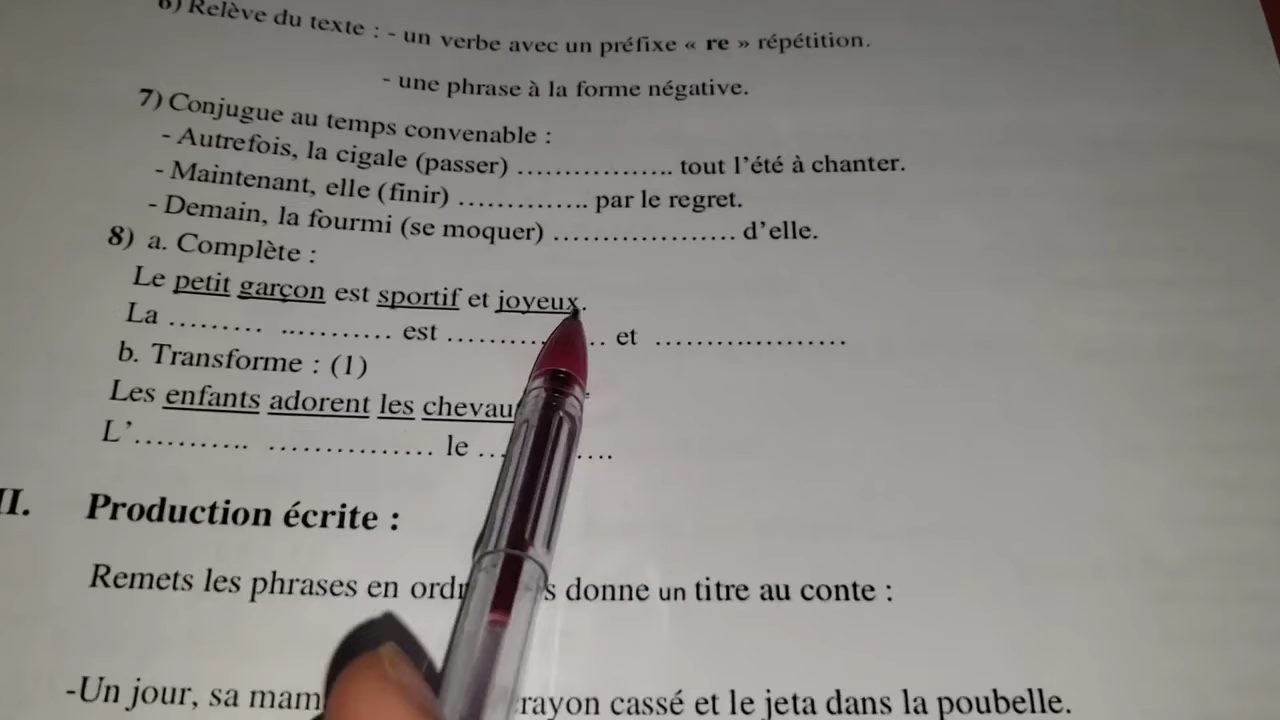 6) Relève du texte : - un verbe avec un préfixe « re » répétition.
- une phrase à la forme négative.
7) Conjugue au temps convenable :
- Autrefois, la cigale (passer) ................ tout l'été à chanter.
- Maintenant, elle (finir) ............. par le regret.
- Demain, la fourmi (se moquer) ................... d'elle.
8) a. Complète :
Le petit garçon est sportif et joyeux.
La ......... ........... est ............ et ...................
b. Transforme : (1)
Les enfants adorent les
L'........... ................ le ........
II. Production écrite :
Remets les phrases en donne un titre au conte :
-Un jour, sa cassé et le jeta dans la poubelle.